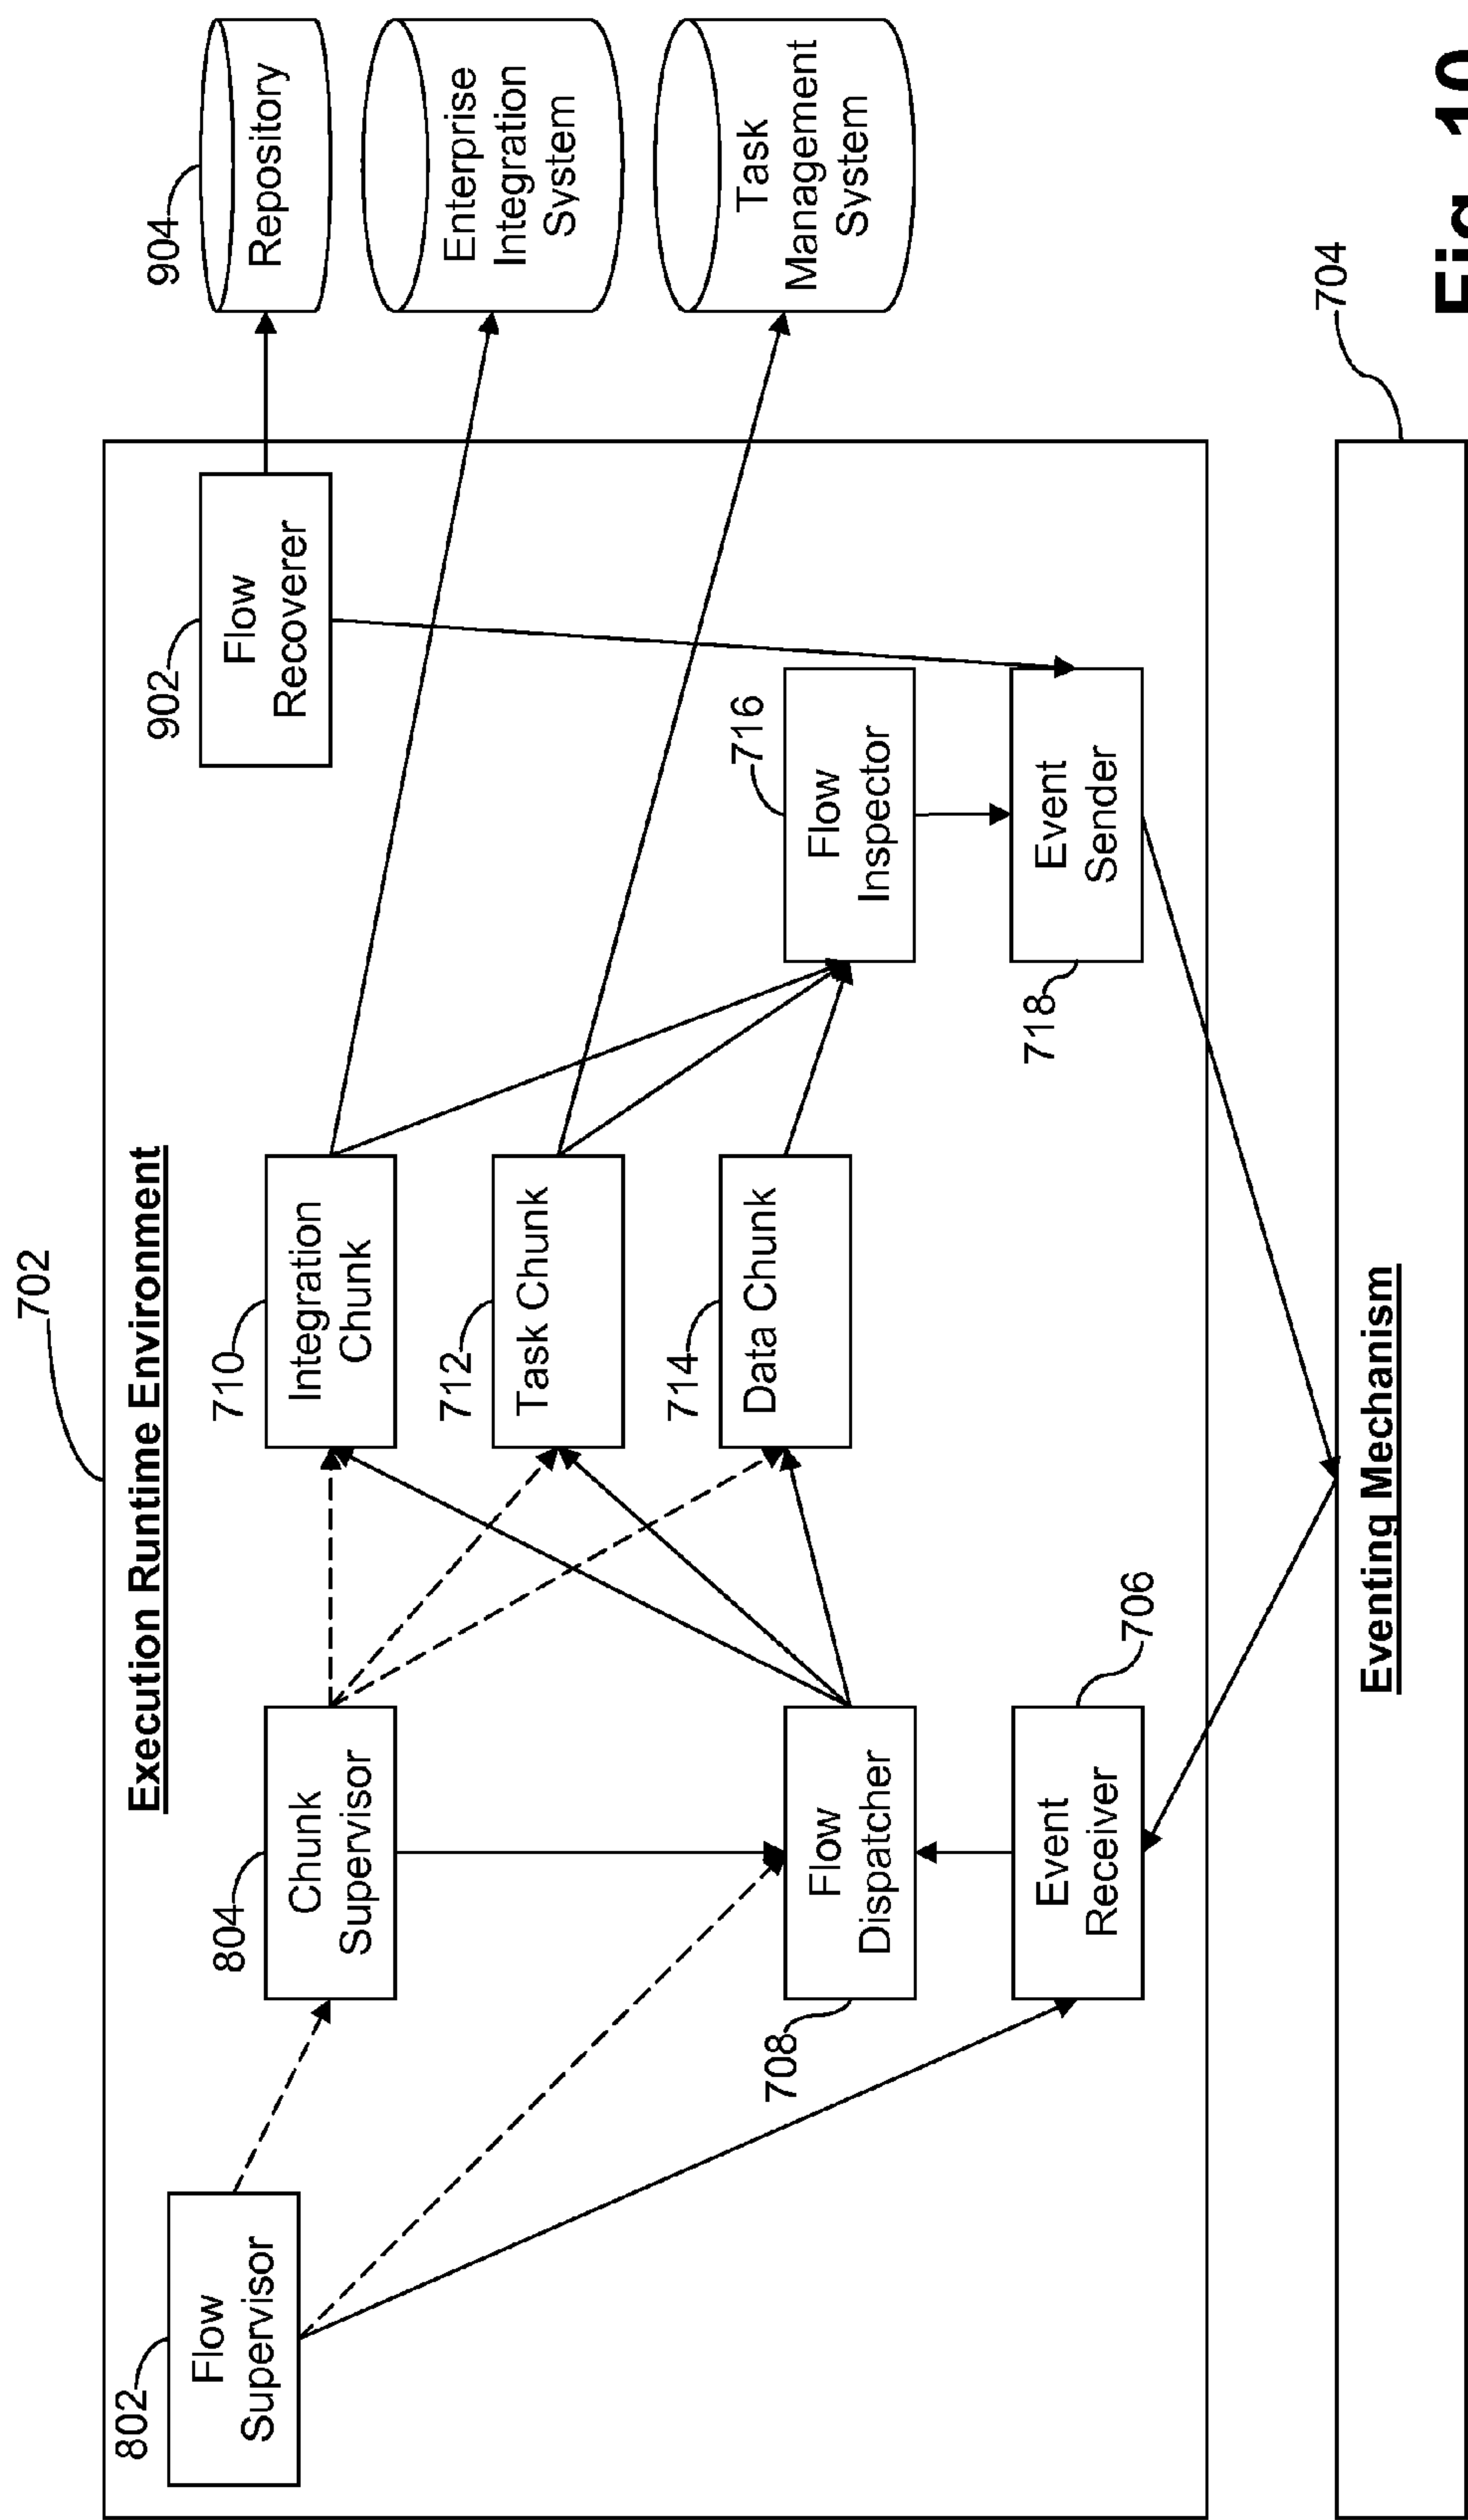 702
Execution Runtime Environment
802
Flow
Supervisor
804
Chunk
Supervisor
710
Integration
Chunk
902
Flow
Recoverer
904
Repository
Enterprise
Integration
System
712
Task Chunk
714
Data Chunk
Task
Management
System
708
Flow
Dispatcher
716
Flow
Inspector
706
Event
Receiver
718
Event
Sender
704
Eventing Mechanism
Fig. 10